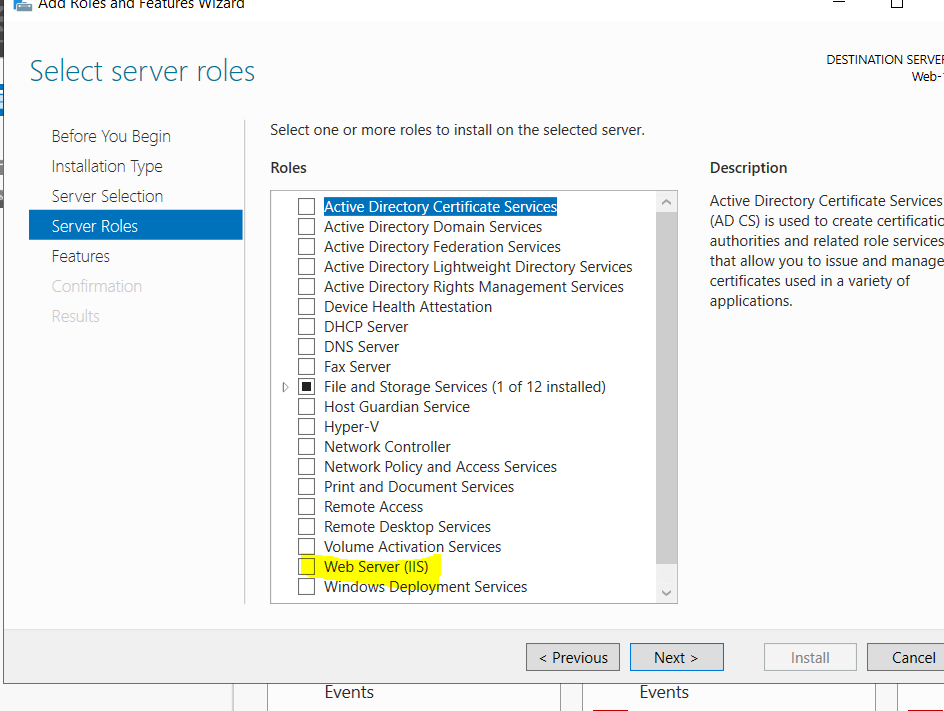 Add Roles and Features Wizard
Select server roles
DESTINATION SERVER
Web-
Before You Begin
Installation Type
Server Selection
Server Roles
Features
Confirmation
Results
Select one or more roles to install on the selected server.
Roles
Active Directory Certificate Services
Active Directory Domain Services
Active Directory Federation Services
Active Directory Lightweight Directory Services
Active Directory Rights Management Services
Device Health Attestation
DHCP Server
DNS Server
Fax Server
File and Storage Services (1 of 12 installed)
Host Guardian Service
Hyper-V
Network Controller
Network Policy and Access Services
Print and Document Services
Remote Access
Remote Desktop Services
Volume Activation Services
Web Server (IIS)
Windows Deployment Services
Description
Active Directory Certificate Services
(AD CS) is used to create certificatio
authorities and related role services
that allow you to issue and manage
certificates used in a variety of
applications.
< Previous
Next >
Install
Cancel
Events
Events